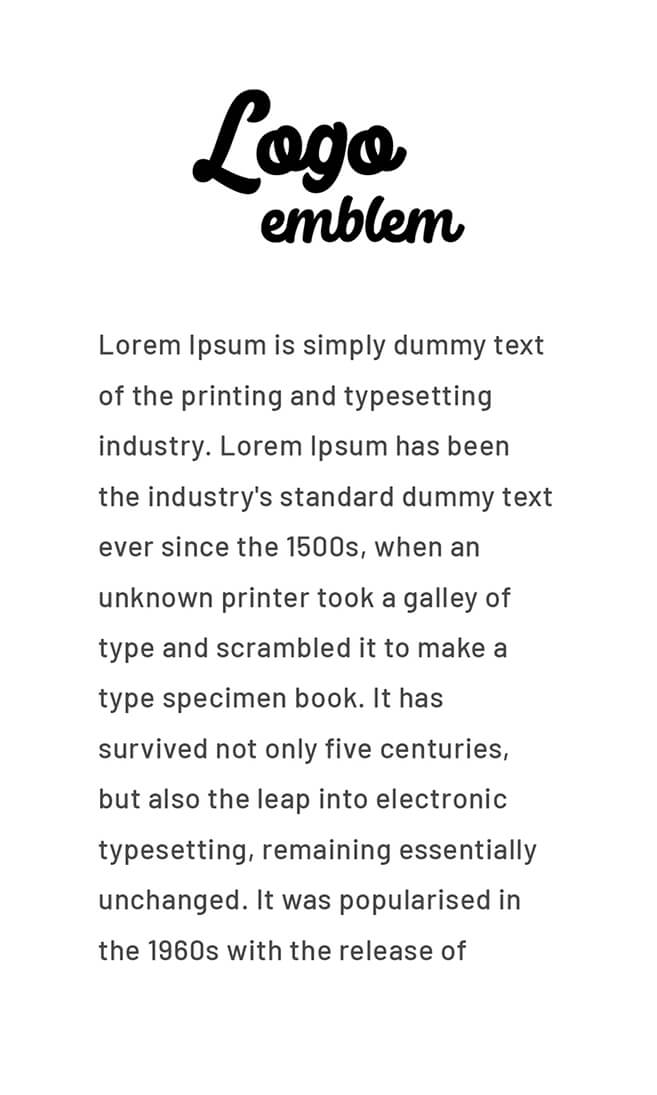 Logo
emblem
Lorem Ipsum is simply dummy text
of the printing and typesetting
industry. Lorem Ipsum has been
the industry's standard dummy text
ever since the 1500s, when an
unknown printer took a galley of
type and scrambled it to make a
type specimen book. It has
survived not only five centuries,
but also the leap into electronic
typesetting, remaining essentially
unchanged. It was popularised in
the 1960s with the release of